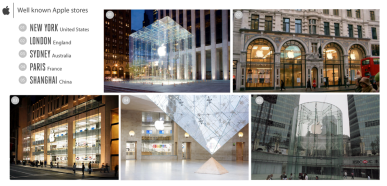 Well known Apple stores
NEW YORK United States
LONDON England
SYDNEY Australia
PARIS France
SHANGHAI China